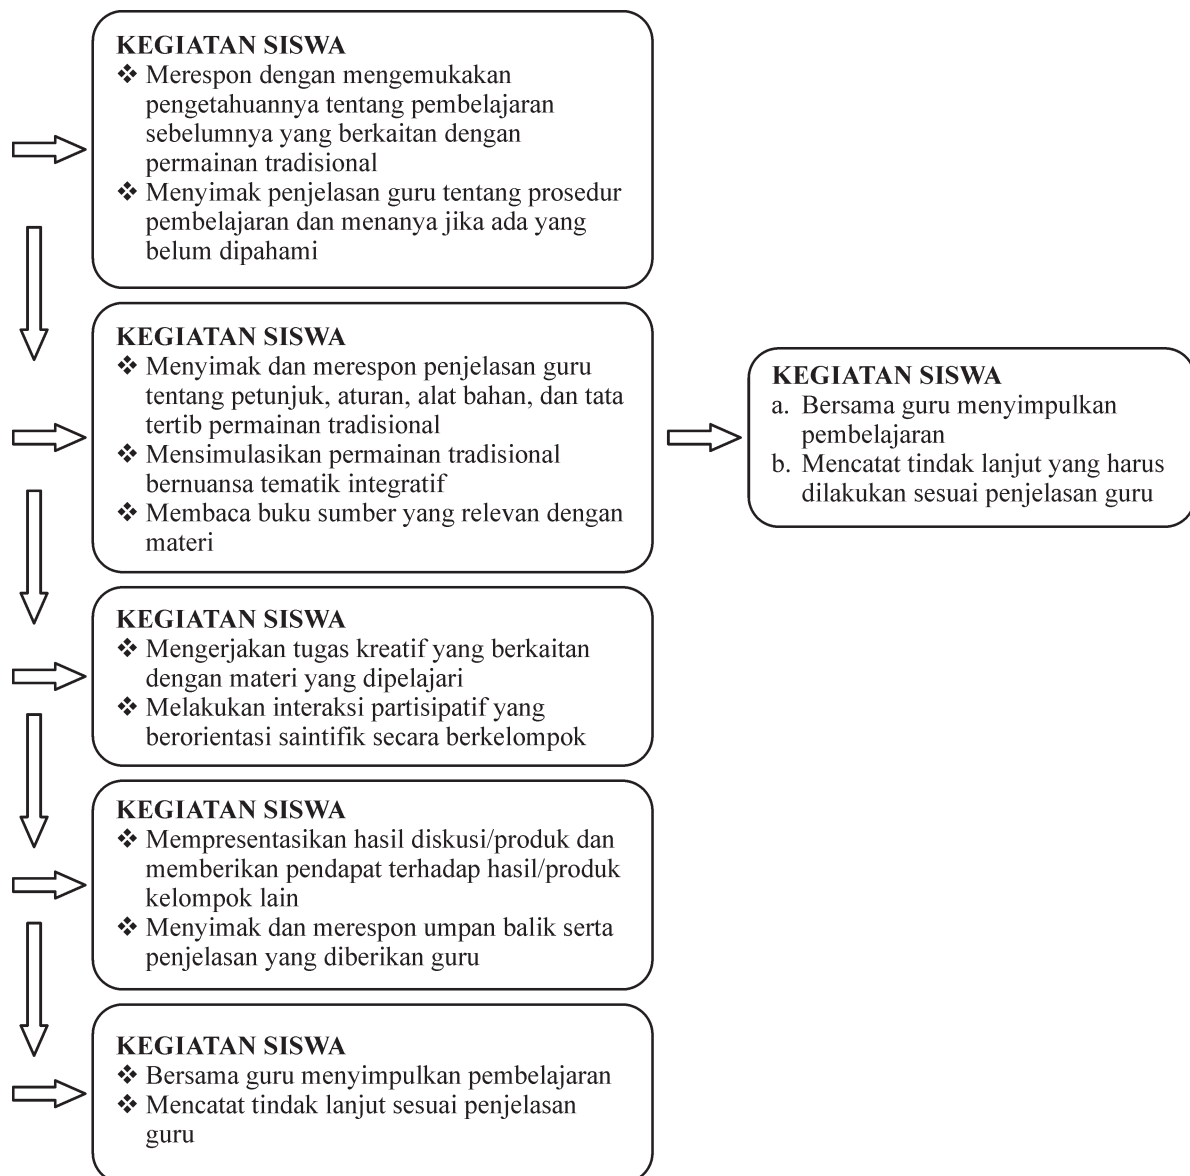 KEGIATAN SISWA
❖ Merespon dengan mengemukakan
pengetahuannya tentang pembelajaran
sebelumnya yang berkaitan dengan
permainan tradisional
❖ Menyimak penjelasan guru tentang prosedur
pembelajaran dan menanya jika ada yang
belum dipahami
KEGIATAN SISWA
❖ Menyimak dan merespon penjelasan guru
tentang petunjuk, aturan, alat bahan, dan tata
tertib permainan tradisional
❖ Mensimulasikan permainan tradisional
bernuansa tematik integratif
❖ Membaca buku sumber yang relevan dengan
materi
KEGIATAN SISWA
a. Bersama guru menyimpulkan
pembelajaran
b. Mencatat tindak lanjut yang harus
dilakukan sesuai penjelasan guru
KEGIATAN SISWA
❖ Mengerjakan tugas kreatif yang berkaitan
dengan materi yang dipelajari
❖ Melakukan interaksi partisipatif yang
berorientasi saintifik secara berkelompok
KEGIATAN SISWA
❖ Mempresentasikan hasil diskusi/produk dan
memberikan pendapat terhadap hasil/produk
kelompok lain
❖ Menyimak dan merespon umpan balik serta
penjelasan yang diberikan guru
KEGIATAN SISWA
❖ Bersama guru menyimpulkan pembelajaran
❖ Mencatat tindak lanjut sesuai penjelasan
guru